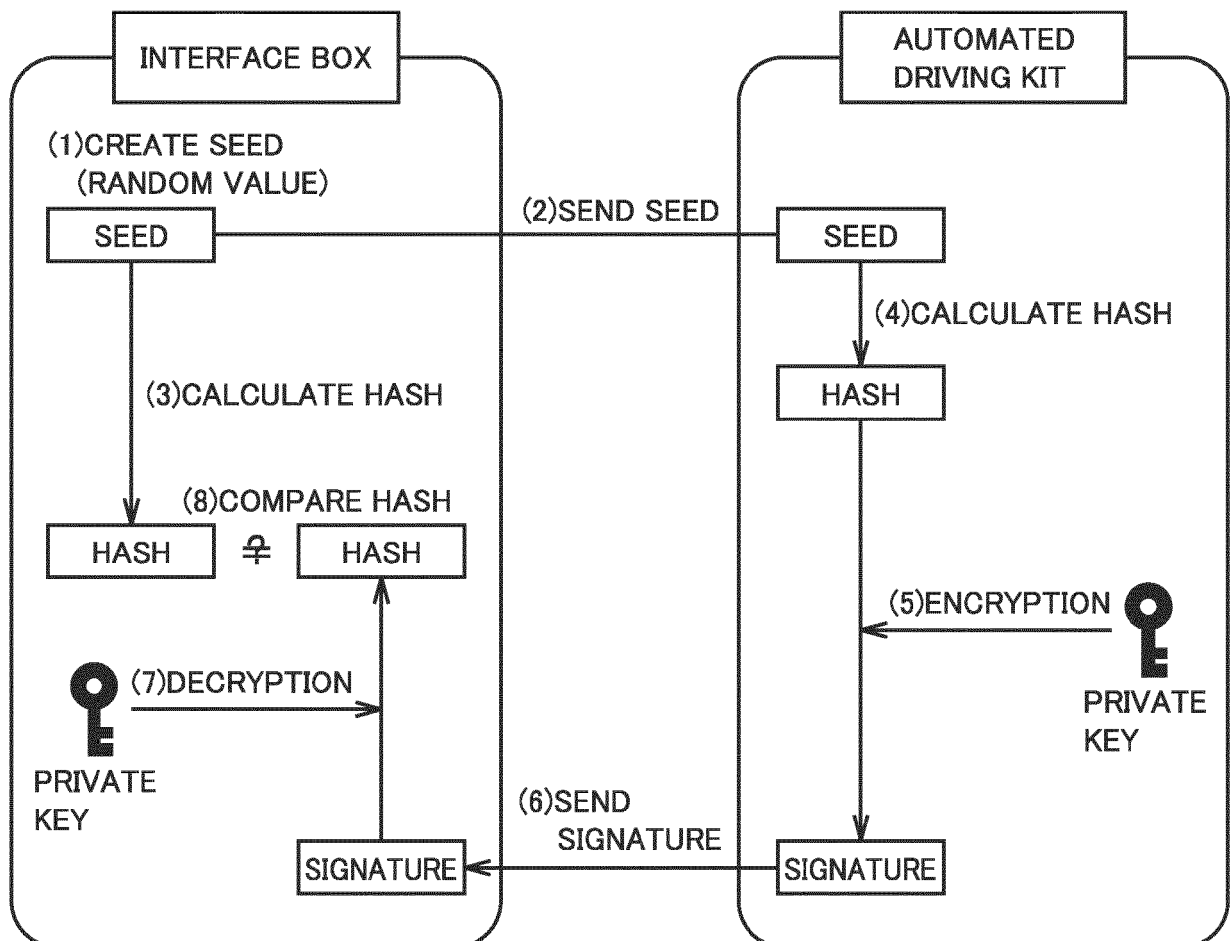 INTERFACE BOX
AUTOMATED
DRIVING KIT
(1)CREATE SEED
(RANDOM VALUE)
(2)SEND SEED
SEED
SEED
(4)CALCULATE HASH
(3)CALCULATE HASH
HASH
(8)COMPARE HASH
HASH
HASH
(5)ENCRYPTION
(7)DECRYPTION
PRIVATE
KEY
PRIVATE
KEY
(6)SEND
SIGNATURE
SIGNATURE
SIGNATURE